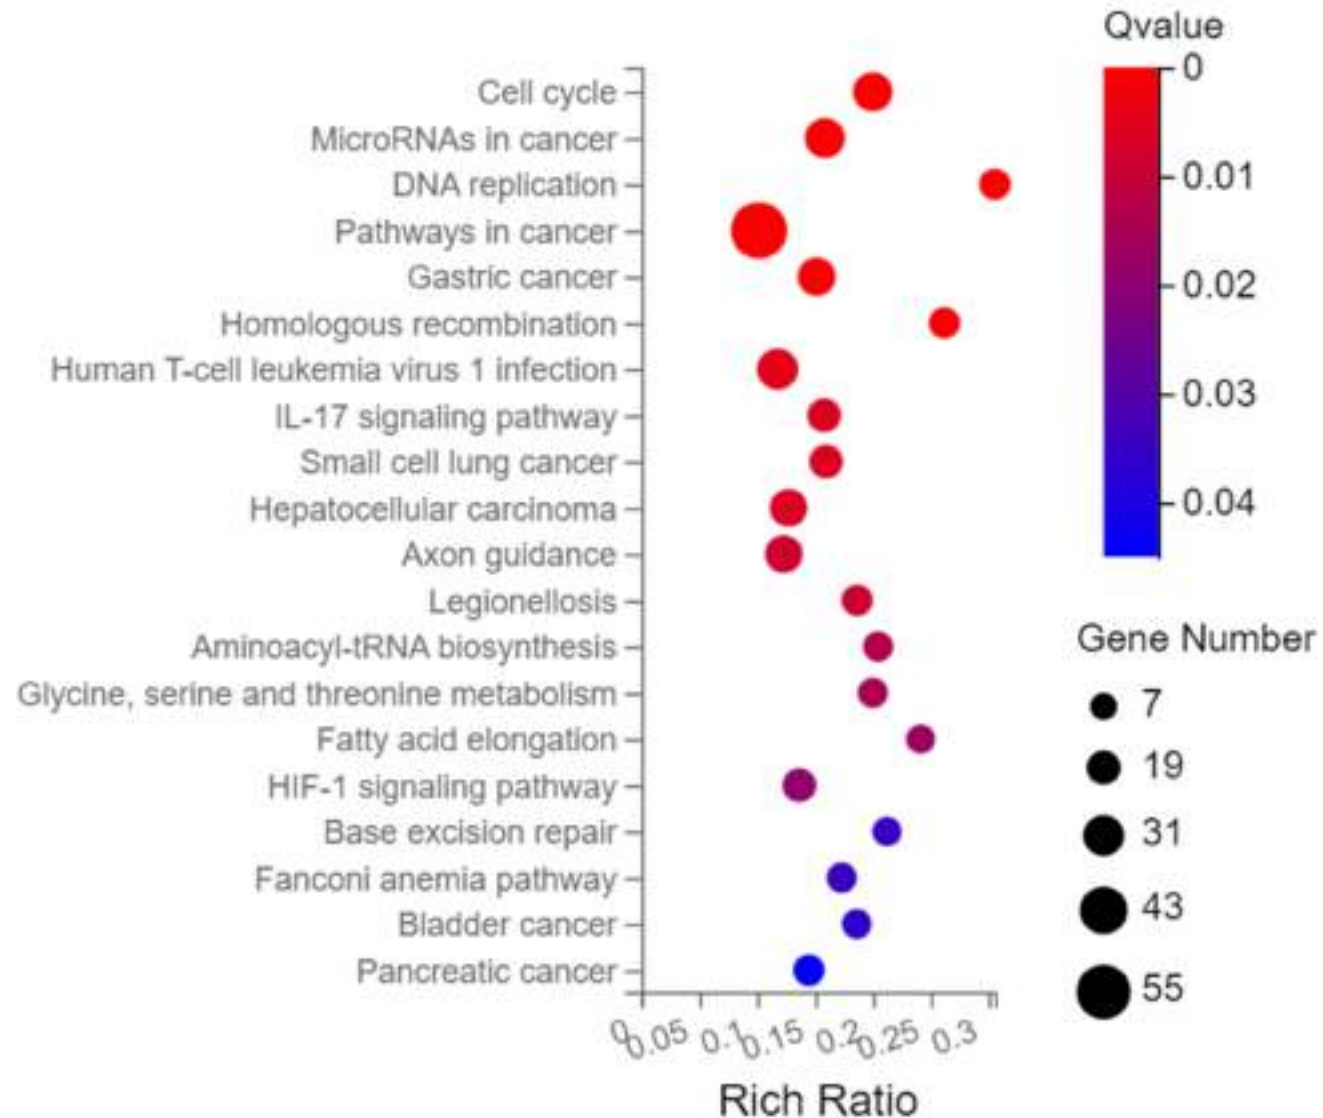 Qvalue
0
0.01
0.02
0.03
0.04
Cell cycle
MicroRNAs in cancer
DNA replication
Pathways in cancer
Gastric cancer
Homologous recombination
Human T-cell leukemia virus 1 infection
IL-17 signaling pathway
Small cell lung cancer
Hepatocellular carcinoma
Axon guidance
Legionellosis
Aminoacyl-tRNA biosynthesis
Glycine, serine and threonine metabolism
Fatty acid elongation
HIF-1 signaling pathway
Base excision repair
Fanconi anemia pathway
Bladder cancer
Pancreatic cancer
Gene Number
7
19
31
43
55
0 0.05 0.1 0.15 0.2 0.25 0.3
Rich Ratio